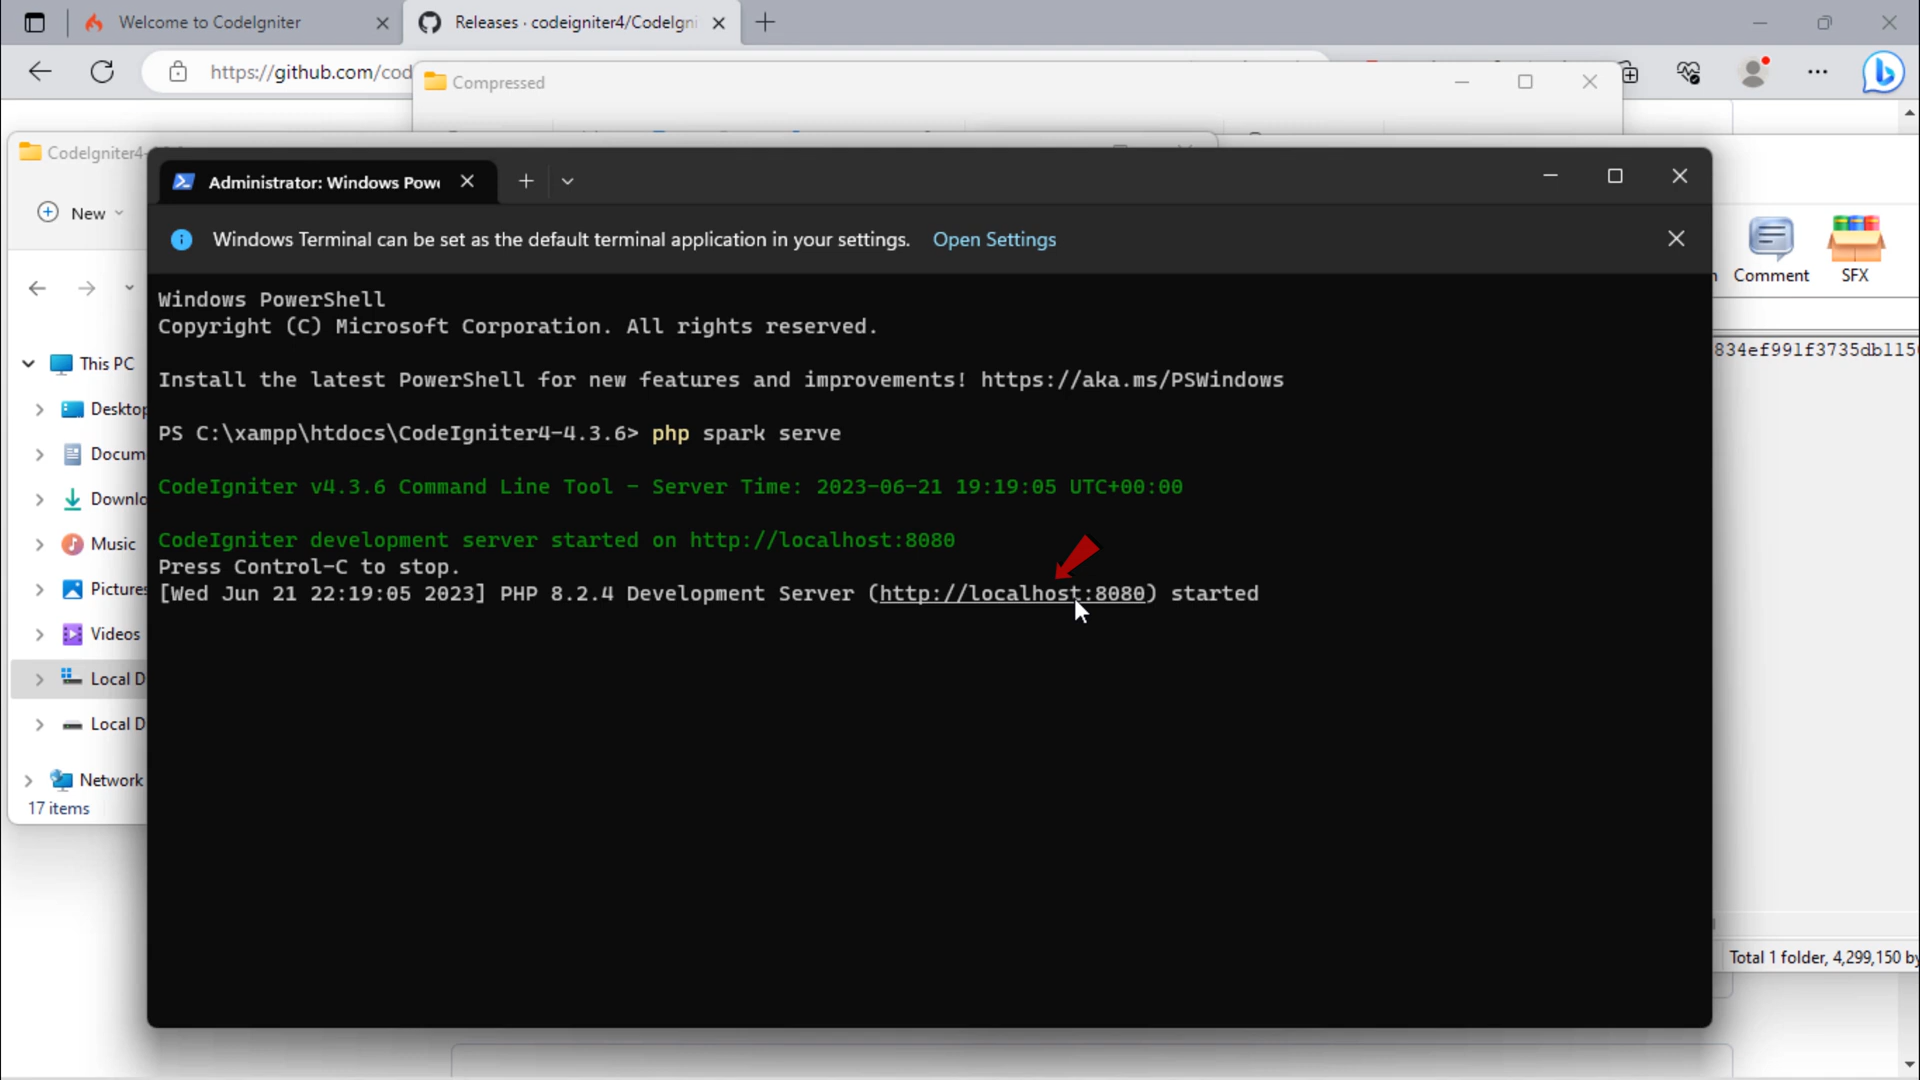 Welcome to CodeIgniter
Releases · codeigniter4/CodeIgni
https://github.com/cod
Compressed
CodeIgniter4-
Administrator: Windows Powe
New
Windows Terminal can be set as the default terminal application in your settings. Open Settings
Comment
SFX
Windows PowerShell
Copyright (C) Microsoft Corporation. All rights reserved.
834ef991f3735db115
This PC
Install the latest PowerShell for new features and improvements! https://aka.ms/PSWindows
Desktop
PS C:\xampp\htdocs\CodeIgniter4-4.3.6> php spark serve
Docum
CodeIgniter v4.3.6 Command Line Tool - Server Time: 2023-06-21 19:19:05 UTC+00:00
Downlo
CodeIgniter development server started on http://localhost:8080
Music
Press Control-C to stop.
[Wed Jun 21 22:19:05 2023] PHP 8.2.4 Development Server (http://localhost:8080) started
Pictures
Videos
Local D
Local D
Network
17 items
Total 1 folder, 4,299,150 by